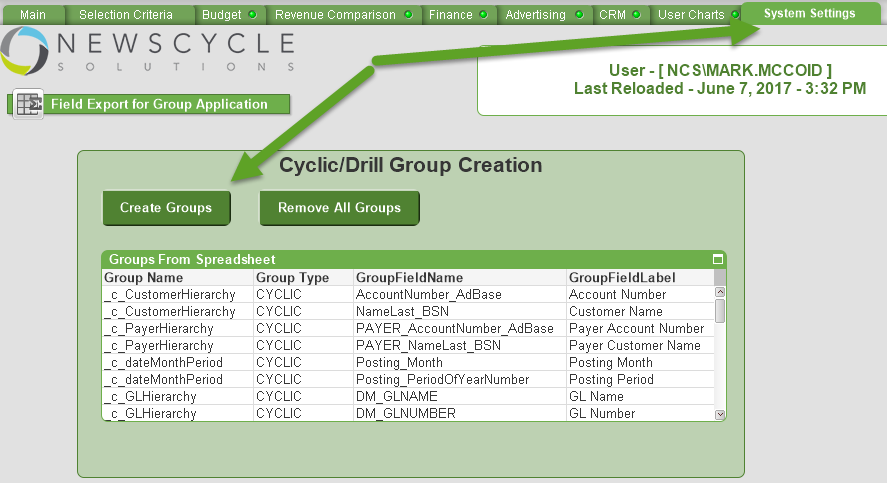 Main Selection Criteria Budget Revenue Comparison Finance Advertising CRM User Charts System Settings
NEWSCYCLE
SOLUTIONS
User - [ NCS\MARK.MCCOID ]
Last Reloaded - June 7, 2017 - 3:32 PM
Field Export for Group Application
Cyclic/Drill Group Creation
Create Groups Remove All Groups
Groups From Spreadsheet
Group Name Group Type GroupFieldName GroupFieldLabel
_c_CustomerHierarchy CYCLIC AccountNumber_AdBase Account Number
_c_CustomerHierarchy CYCLIC NameLast_BSN Customer Name
_c_PayerHierarchy CYCLIC PAYER_AccountNumber_AdBase Payer Account Number
_c_PayerHierarchy CYCLIC PAYER_NameLast_BSN Payer Customer Name
_c_dateMonthPeriod CYCLIC Posting_Month Posting Month
_c_dateMonthPeriod CYCLIC Posting_PeriodOfYearNumber Posting Period
_c_GLHierarchy CYCLIC DM_GLNAME GL Name
_c_GLHierarchy CYCLIC DM_GLNUMBER GL Number